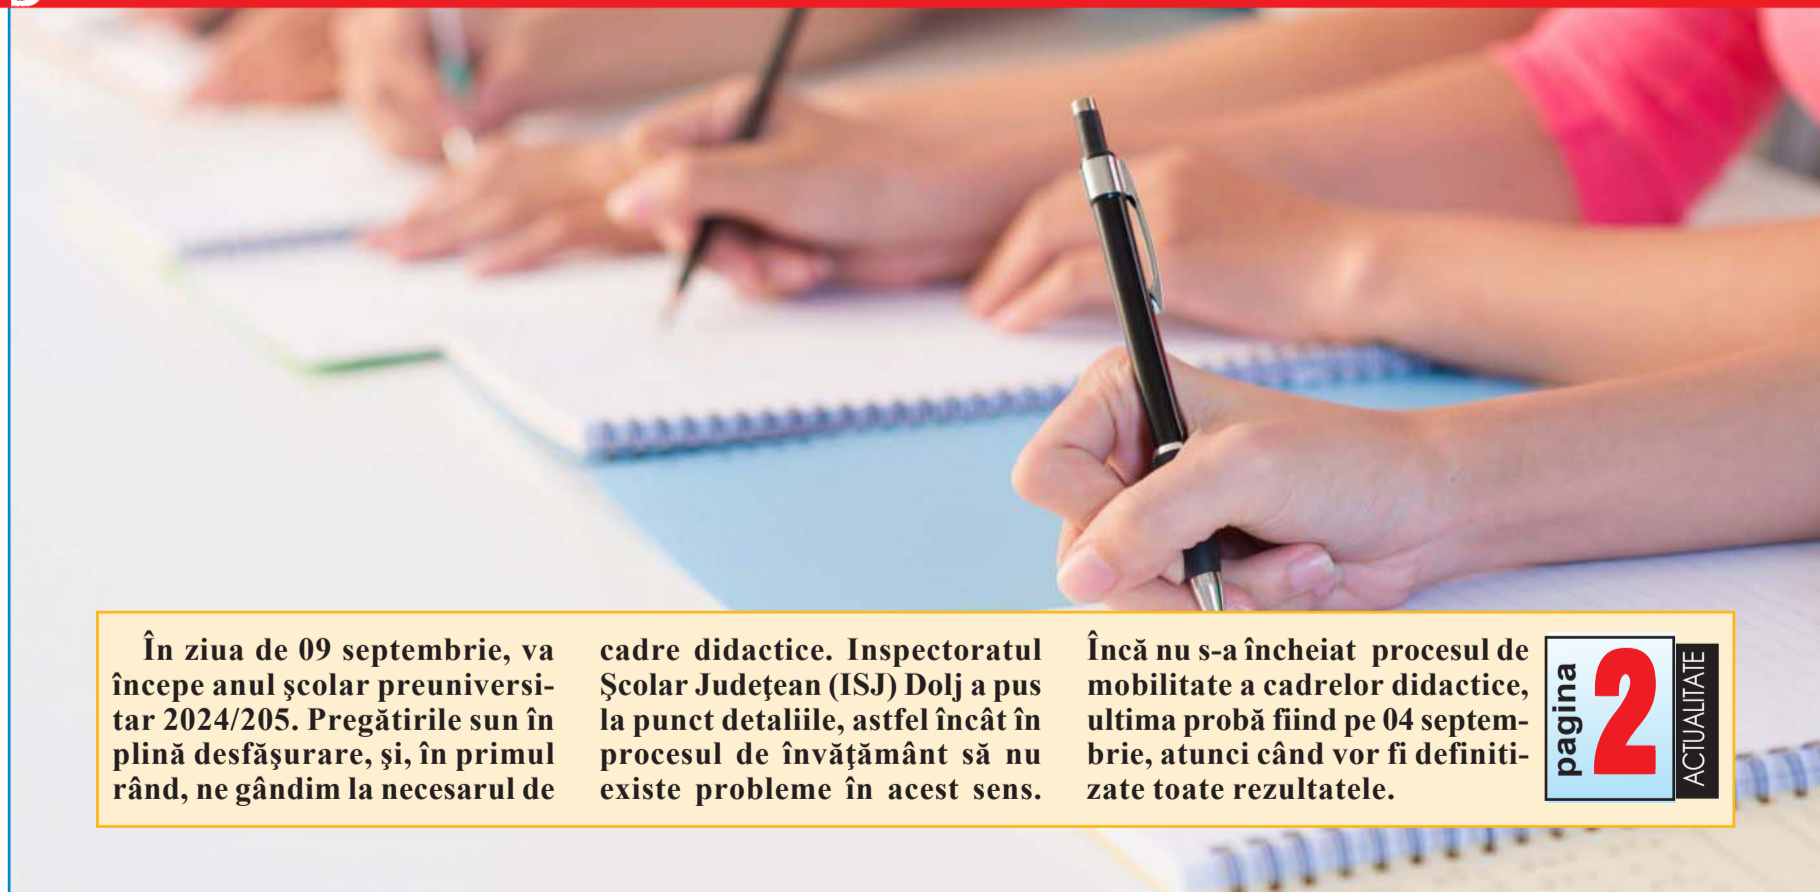 În ziua de 09 septembrie, va
începe anul şcolar preuniversi-
tar 2024/205. Pregătirile sun în
plină desfăşurare, şi, în primul
rând, ne gândim la necesarul de
cadre didactice. Inspectoratul
Şcolar Judeţean (ISJ) Dolj a pus
la punct detaliile, astfel încât în
procesul de învăţământ să nu
existe probleme în acest sens.
Încă nu s-a încheiat procesul de
mobilitate a cadrelor didactice,
ultima probă fiind pe 04 septem-
brie, atunci când vor fi definiti-
zate toate rezultatele.
pagina
2
ACTUALITATE